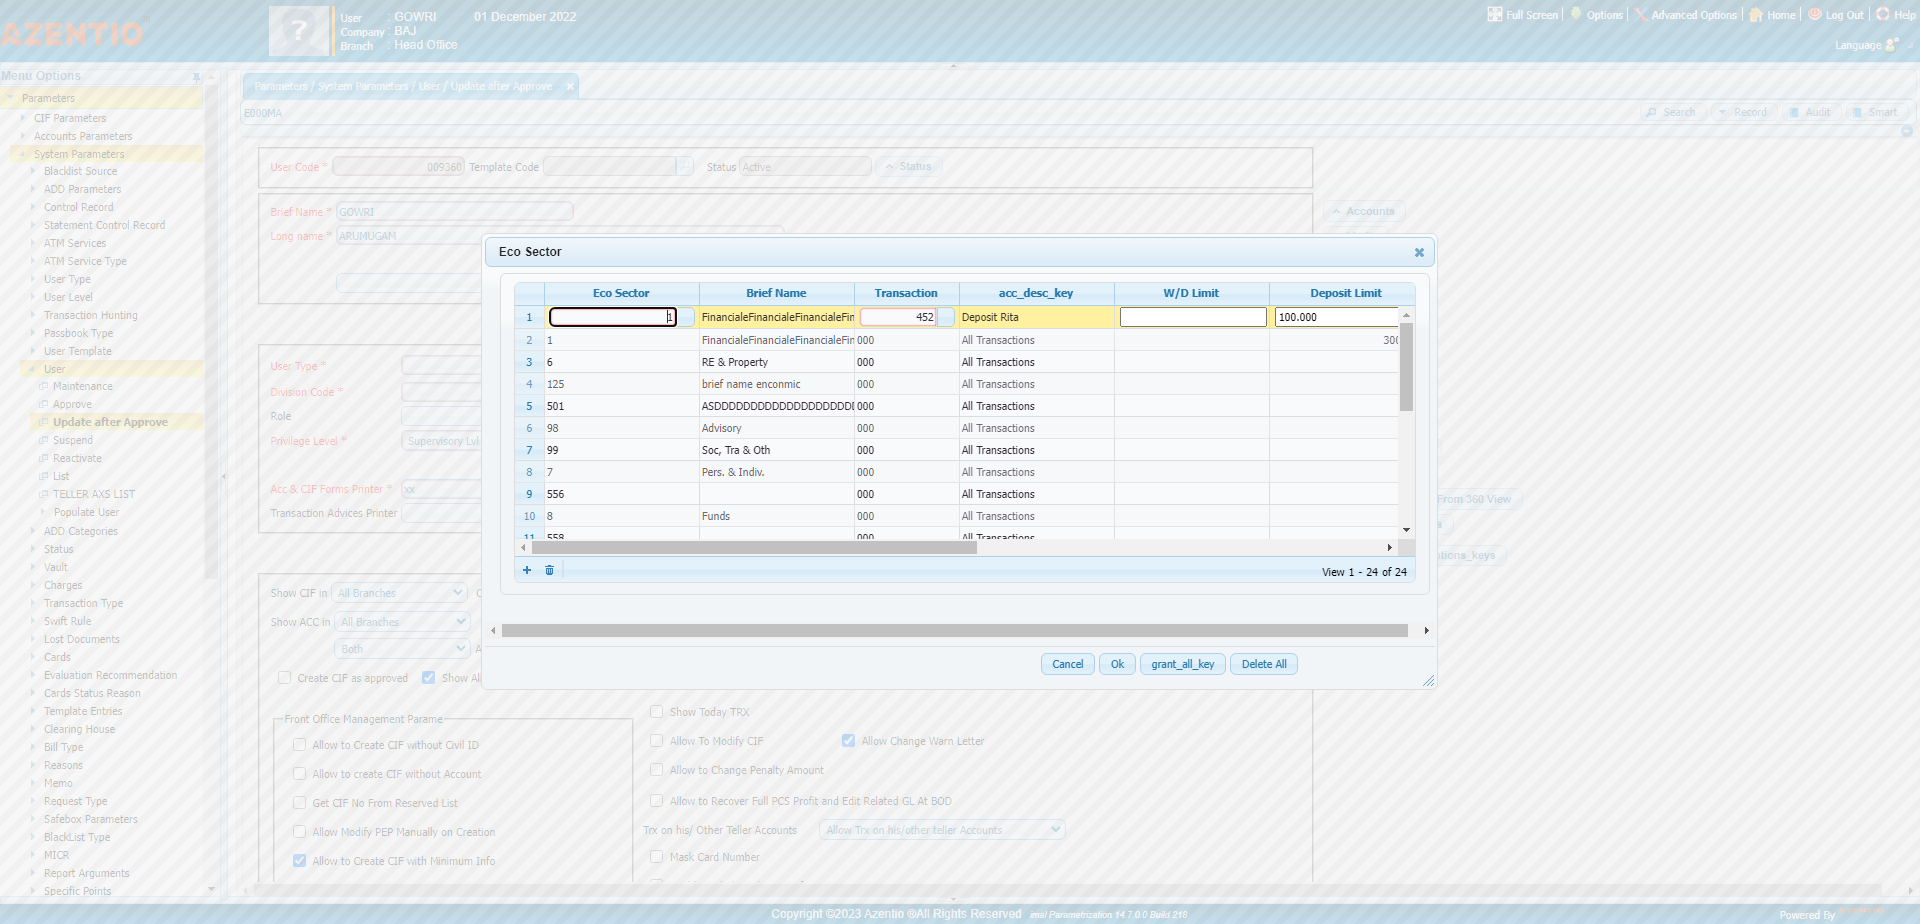 AZENTIO
User : GOWRI 01 December 2022
Company : BAJ
Branch : Head Office
Full Screen Options Advanced Options Home Log Out Help
Language
Menu Options
Parameters
CIF Parameters
Accounts Parameters
System Parameters
Blacklist Source
ADD Parameters
Control Record
Statement Control Record
ATM Services
ATM Service Type
User Type
User Level
Transaction Hunting
Passbook Type
User Template
User
Maintenance
Approve
Update after Approve
Suspend
Reactivate
List
TELLER AXS LIST
Populate User
ADD Categories
Status
Vault
Charges
Transaction Type
Swift Rule
Lost Documents
Cards
Evaluation Recommendation
Cards Status Reason
Template Entries
Clearing House
Bill Type
Reasons
Memo
Request Type
Safebox Parameters
BlackList Type
MICR
Report Arguments
Specific Points
Parameters / System Parameters / User / Update after Approve
E000MA
Search Record Audit Smart
User Code * 009360 Template Code Status Active Status
Brief Name * GOWRI Accounts
Long name * ARUMUGAM
User Type *
Division Code *
Role
Privilege Level * Supervisory Lvl
Acc & CIF Forms Printer * xx
Transaction Advices Printer
From 360 View
Show CIF in All Branches
Show ACC in All Branches
Both
Create CIF as approved
Front Office Management Parame
Allow to Create CIF without Civil ID
Allow to create CIF without Account
Get CIF No From Reserved List
Allow Modify PEP Manually on Creation
Allow to Create CIF with Minimum Info
Show Today TRX
Allow To Modify CIF Allow Change Warn Letter
Allow to Change Penalty Amount
Allow to Recover Full PCS Profit and Edit Related GL At BOD
Trx on his/ Other Teller Accounts Allow Trx on his/other teller Accounts
Mask Card Number
Eco Sector
Eco Sector Brief Name Transaction acc_desc_key W/D Limit Deposit Limit
1 1 FinancialeFinancialeFinancialeFin 452 Deposit Rita 100.000
2 1 FinancialeFinancialeFinancialeFin 000 All Transactions 300
3 6 RE & Property 000 All Transactions
4 125 brief name enconmic 000 All Transactions
5 501 ASDDDDDDDDDDDDDDDDDDDDD 000 All Transactions
6 98 Advisory 000 All Transactions
7 99 Soc, Tra & Oth 000 All Transactions
8 7 Pers. & Indiv. 000 All Transactions
9 556 000 All Transactions
10 8 Funds 000 All Transactions
11 558 000 All Transactions
View 1 - 24 of 24
Cancel Ok grant_all_key Delete All
Copyright ©2023 Azentio ®All Rights Reserved imal Parametrization 14.7.0.0 Build 218
Powered By